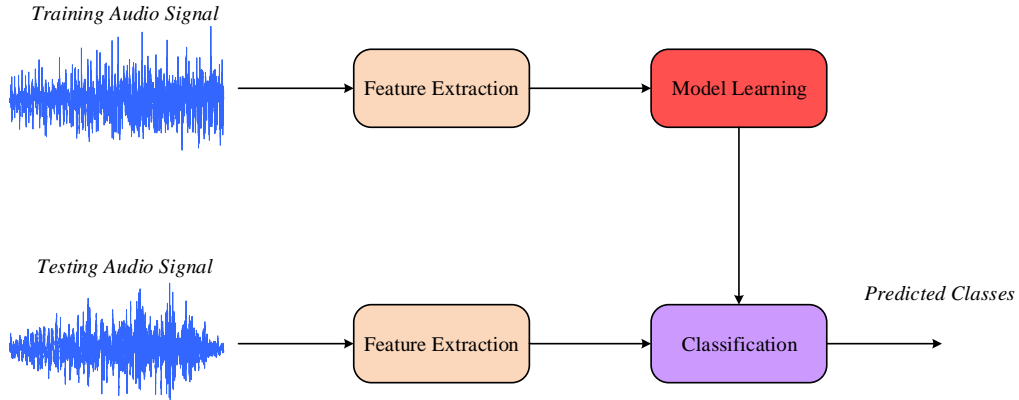 Training Audio Signal
Feature Extraction
Model Learning
Testing Audio Signal
Predicted Classes
Feature Extraction
Classification